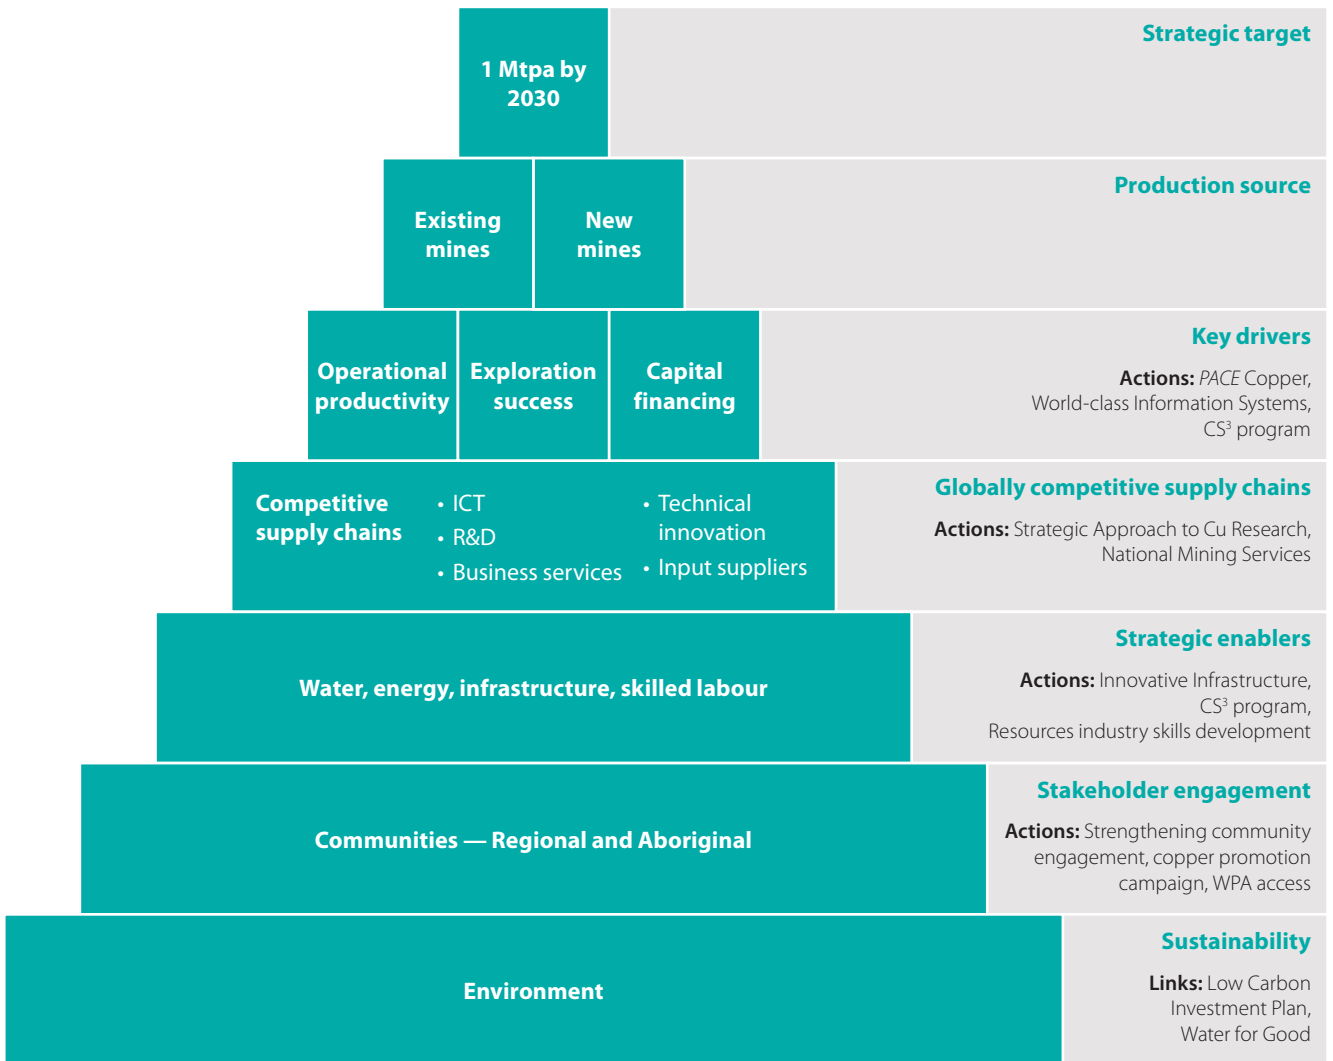 1 Mtpa by
2030
Strategic target
Existing
mines
New
mines
Production source
Operational
productivity
Exploration
success
Capital
financing
Key drivers
Actions: PACE Copper,
World-class Information Systems,
CS³ program
Competitive
supply chains
• ICT
• R&D
• Business services
• Technical
innovation
• Input suppliers
Globally competitive supply chains
Actions: Strategic Approach to Cu Research,
National Mining Services
Water, energy, infrastructure, skilled labour
Strategic enablers
Actions: Innovative Infrastructure,
CS³ program,
Resources industry skills development
Communities — Regional and Aboriginal
Stakeholder engagement
Actions: Strengthening community
engagement, copper promotion
campaign, WPA access
Environment
Sustainability
Links: Low Carbon
Investment Plan,
Water for Good